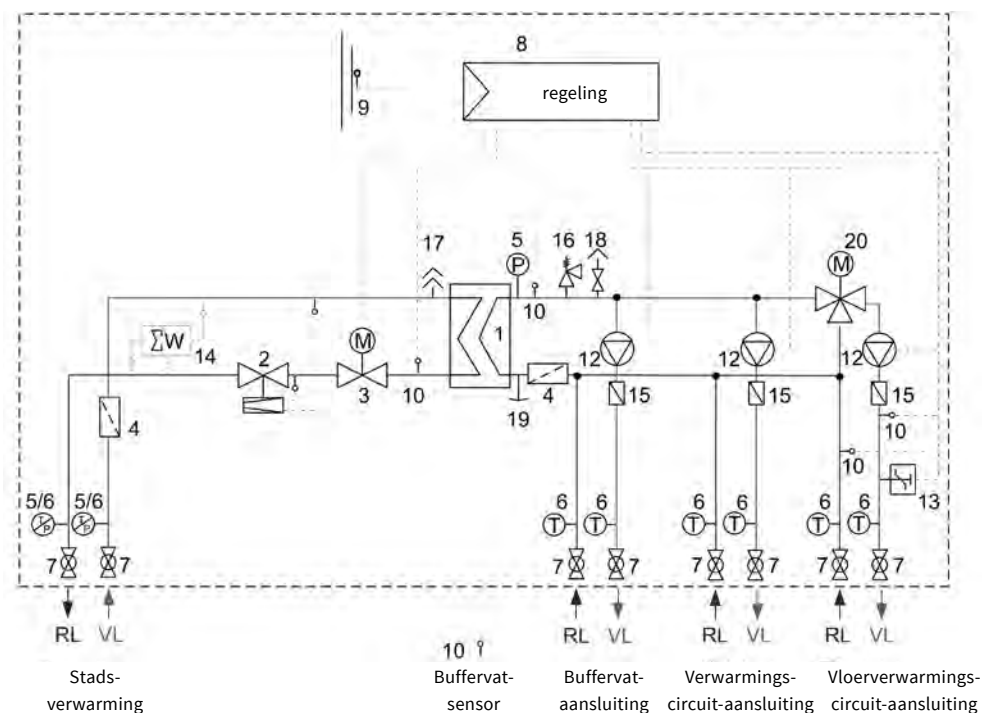 8
regeling
9
17
5
P
16
18
20
M
10
1
ΣW
14
2
M
3
10
19
4
12
12
12
15
15
15
4
10
10
13
5/6
5/6
T/P
T/P
6
6
6
6
6
6
T
T
T
T
T
T
7
7
7
7
7
7
7
7
RL VL
RL VL
RL VL
RL VL
10
Stads-
verwarming
Buffervat-
sensor
Buffervat-
aansluiting
Verwarmings-
circuit-aansluiting
Vloerverwarmings-
circuit-aansluiting